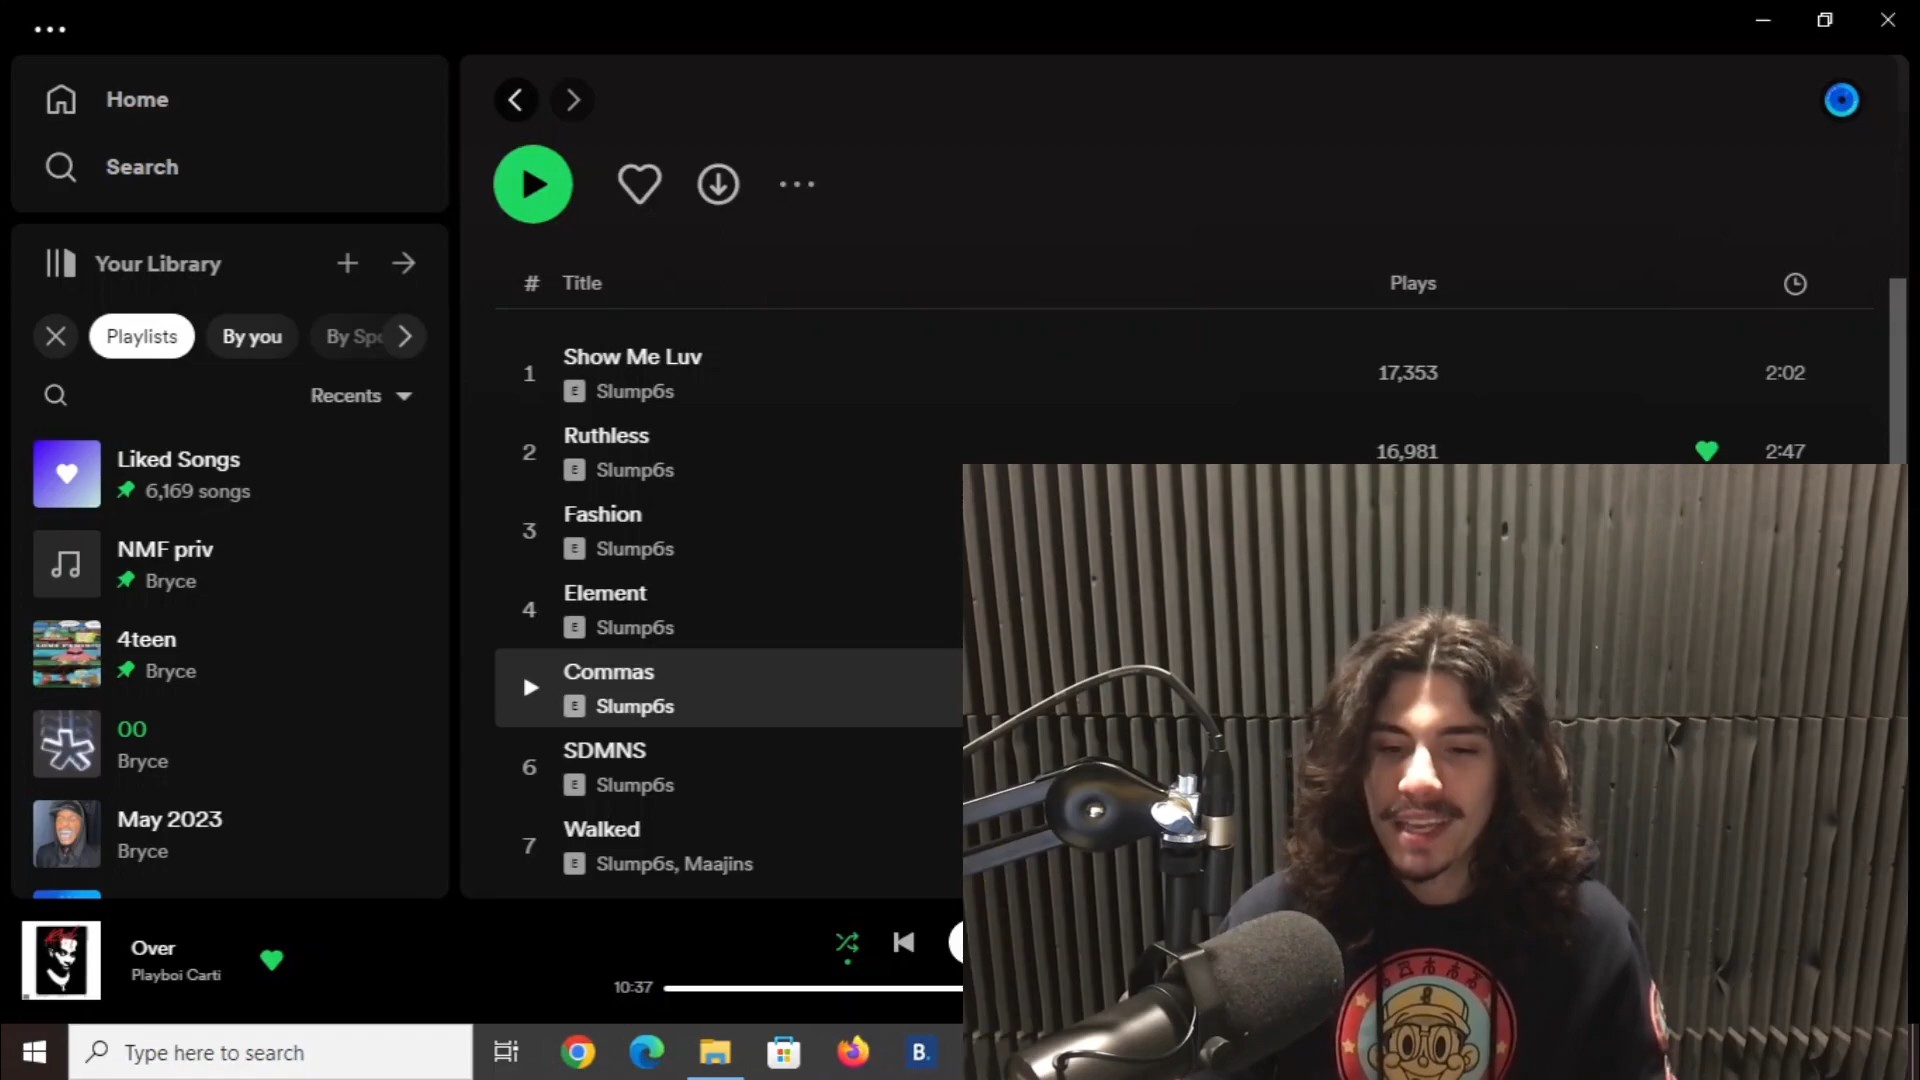 Home
Search
Your Library
Playlists
By you
By Spo
Recents
Liked Songs
6,169 songs
NMF priv
Bryce
4teen
Bryce
00
Bryce
May 2023
Bryce
# Title Plays
1 Show Me Luv 17,353 2:02
E Slump6s
2 Ruthless 16,981 2:47
E Slump6s
3 Fashion
E Slump6s
4 Element
E Slump6s
Commas
E Slump6s
6 SDMNS
E Slump6s
7 Walked
E Slump6s, Maajins
Over
Playboi Carti
10:37
Type here to search
B.